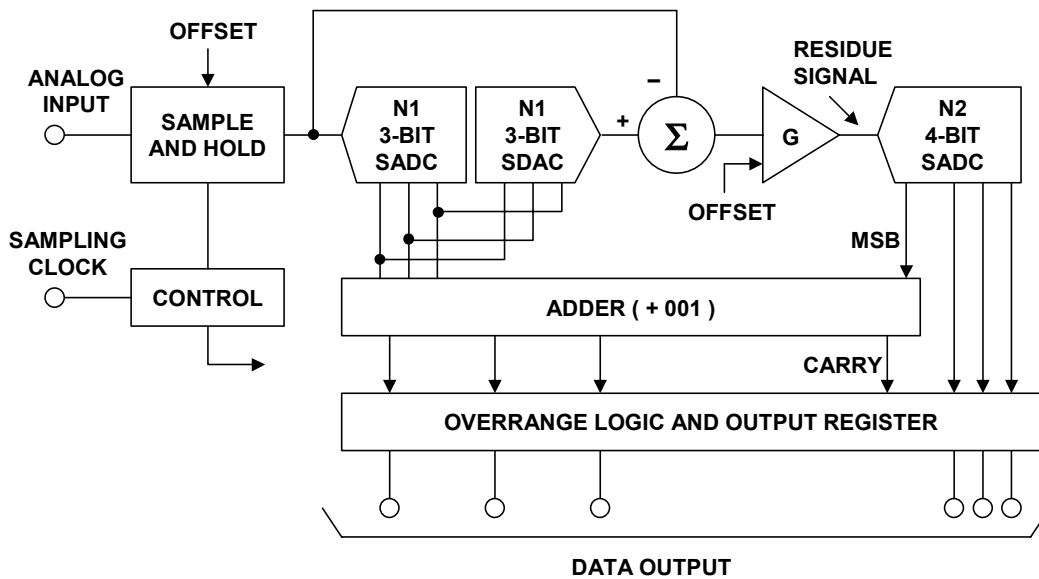 OFFSET
ANALOG
INPUT
SAMPLE
AND HOLD
N1
3-BIT
SADC
N1
3-BIT
SDAC
+
–
Σ
G
OFFSET
RESIDUE
SIGNAL
N2
4-BIT
SADC
SAMPLING
CLOCK
CONTROL
MSB
ADDER ( + 001 )
CARRY
OVERRANGE LOGIC AND OUTPUT REGISTER
DATA OUTPUT